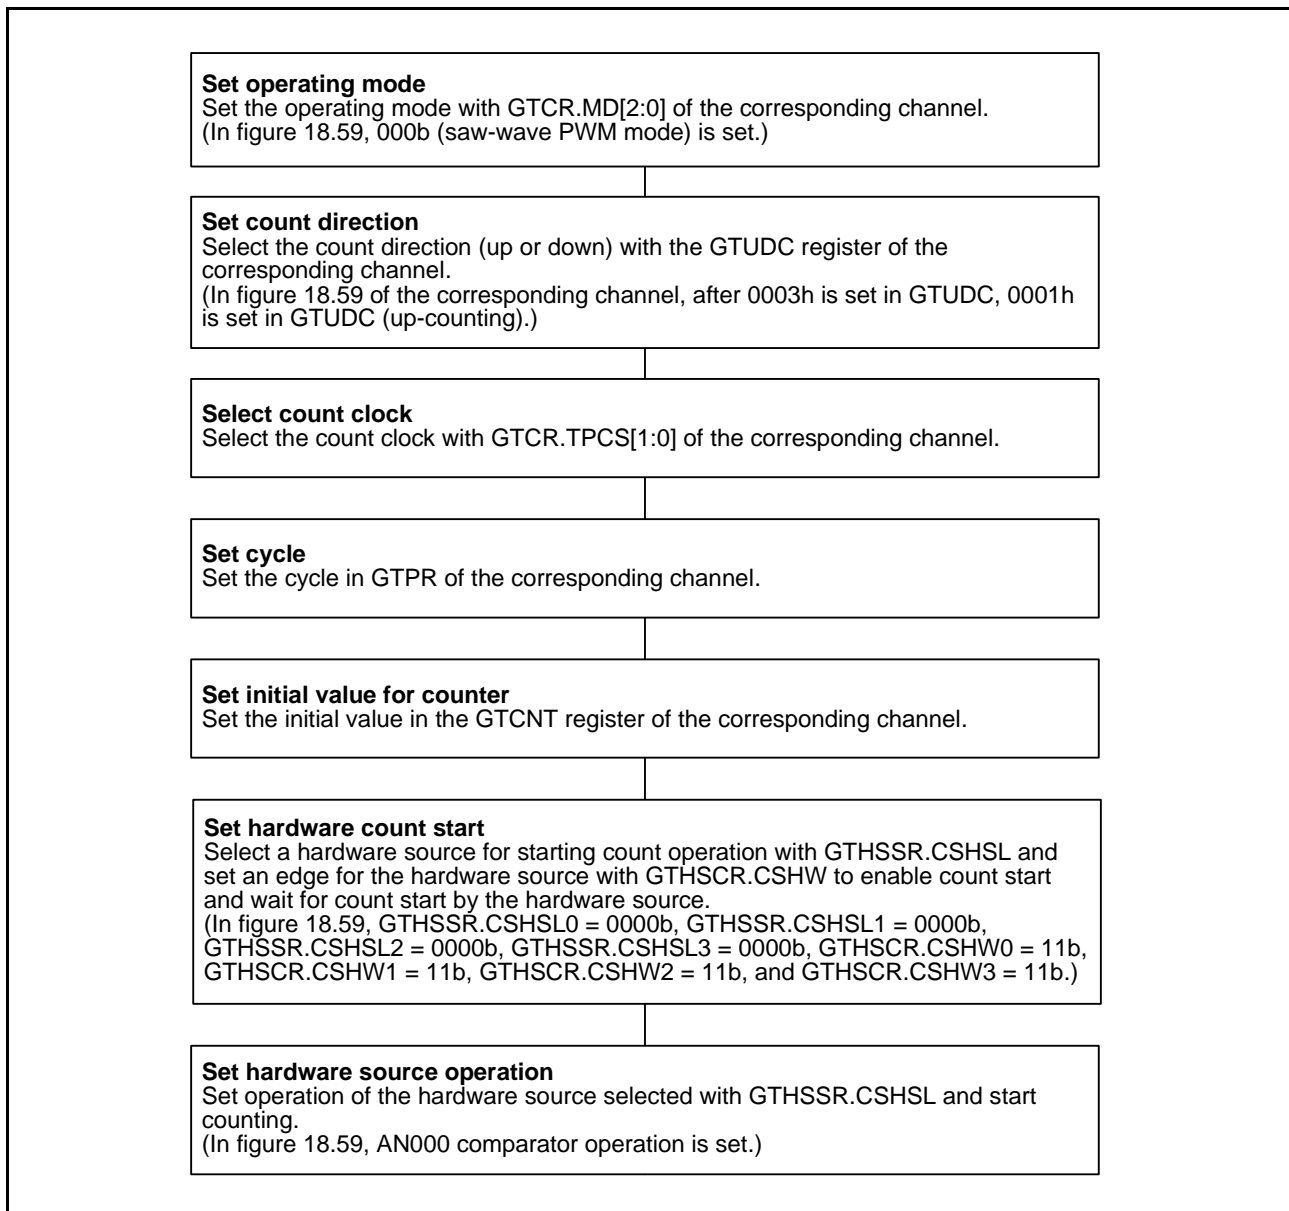 Set operating mode
Set the operating mode with GTCR.MD[2:0] of the corresponding channel.
(In figure 18.59, 000b (saw-wave PWM mode) is set.)
Set count direction
Select the count direction (up or down) with the GTUDC register of the
corresponding channel.
(In figure 18.59 of the corresponding channel, after 0003h is set in GTUDC, 0001h
is set in GTUDC (up-counting).)
Select count clock
Select the count clock with GTCR.TPCS[1:0] of the corresponding channel.
Set cycle
Set the cycle in GTPR of the corresponding channel.
Set initial value for counter
Set the initial value in the GTCNT register of the corresponding channel.
Set hardware count start
Select a hardware source for starting count operation with GTHSSR.CSHSL and
set an edge for the hardware source with GTHSCR.CSHW to enable count start
and wait for count start by the hardware source.
(In figure 18.59, GTHSSR.CSHSL0 = 0000b, GTHSSR.CSHSL1 = 0000b,
GTHSSR.CSHSL2 = 0000b, GTHSSR.CSHSL3 = 0000b, GTHSCR.CSHW0 = 11b,
GTHSCR.CSHW1 = 11b, GTHSCR.CSHW2 = 11b, and GTHSCR.CSHW3 = 11b.)
Set hardware source operation
Set operation of the hardware source selected with GTHSSR.CSHSL and start
counting.
(In figure 18.59, AN000 comparator operation is set.)